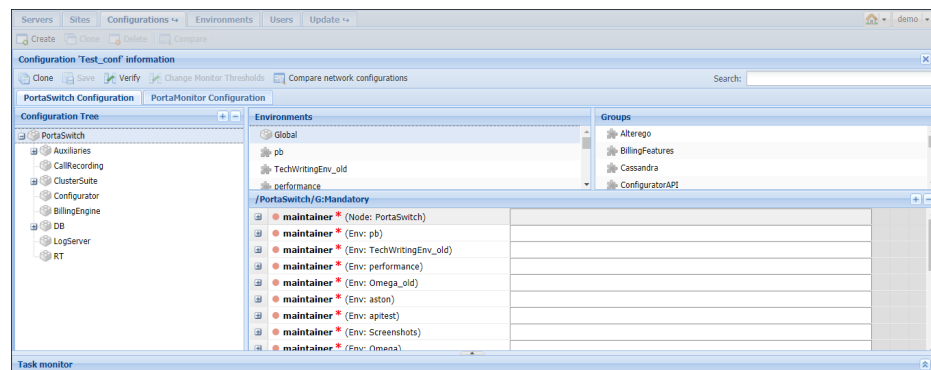 Servers Sites Configurations ↪ Environments Users Update ↪ demo
Create Clone Delete Compare
Configuration 'Test_conf' information
Clone Save Verify Change Monitor Thresholds Compare network configurations Search:
PortaSwitch Configuration PortaMonitor Configuration
Configuration Tree
PortaSwitch
Auxiliaries
CallRecording
ClusterSuite
Configurator
BillingEngine
DB
LogServer
RT
Environments
Global
pb
TechWritingEnv_old
performance
Groups
Alterego
BillingFeatures
Cassandra
ConfiguratorAPI
/PortaSwitch/G:Mandatory
maintainer * (Node: PortaSwitch)
maintainer * (Env: pb)
maintainer * (Env: TechWritingEnv_old)
maintainer * (Env: performance)
maintainer * (Env: Omega_old)
maintainer * (Env: aston)
maintainer * (Env: apitest)
maintainer * (Env: Screenshots)
maintainer * (Env: Omega)
Task monitor